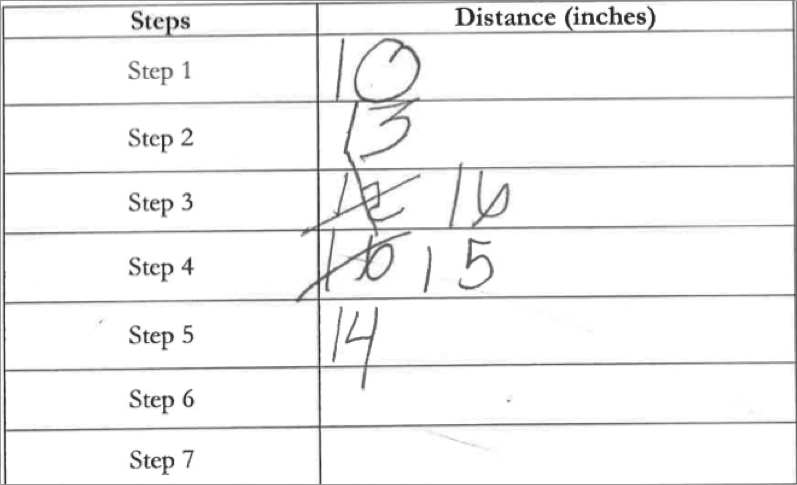 Steps Distance (inches)
Step 1 10
Step 2 13
Step 3 12 16
Step 4 16 15
Step 5 14
Step 6
Step 7